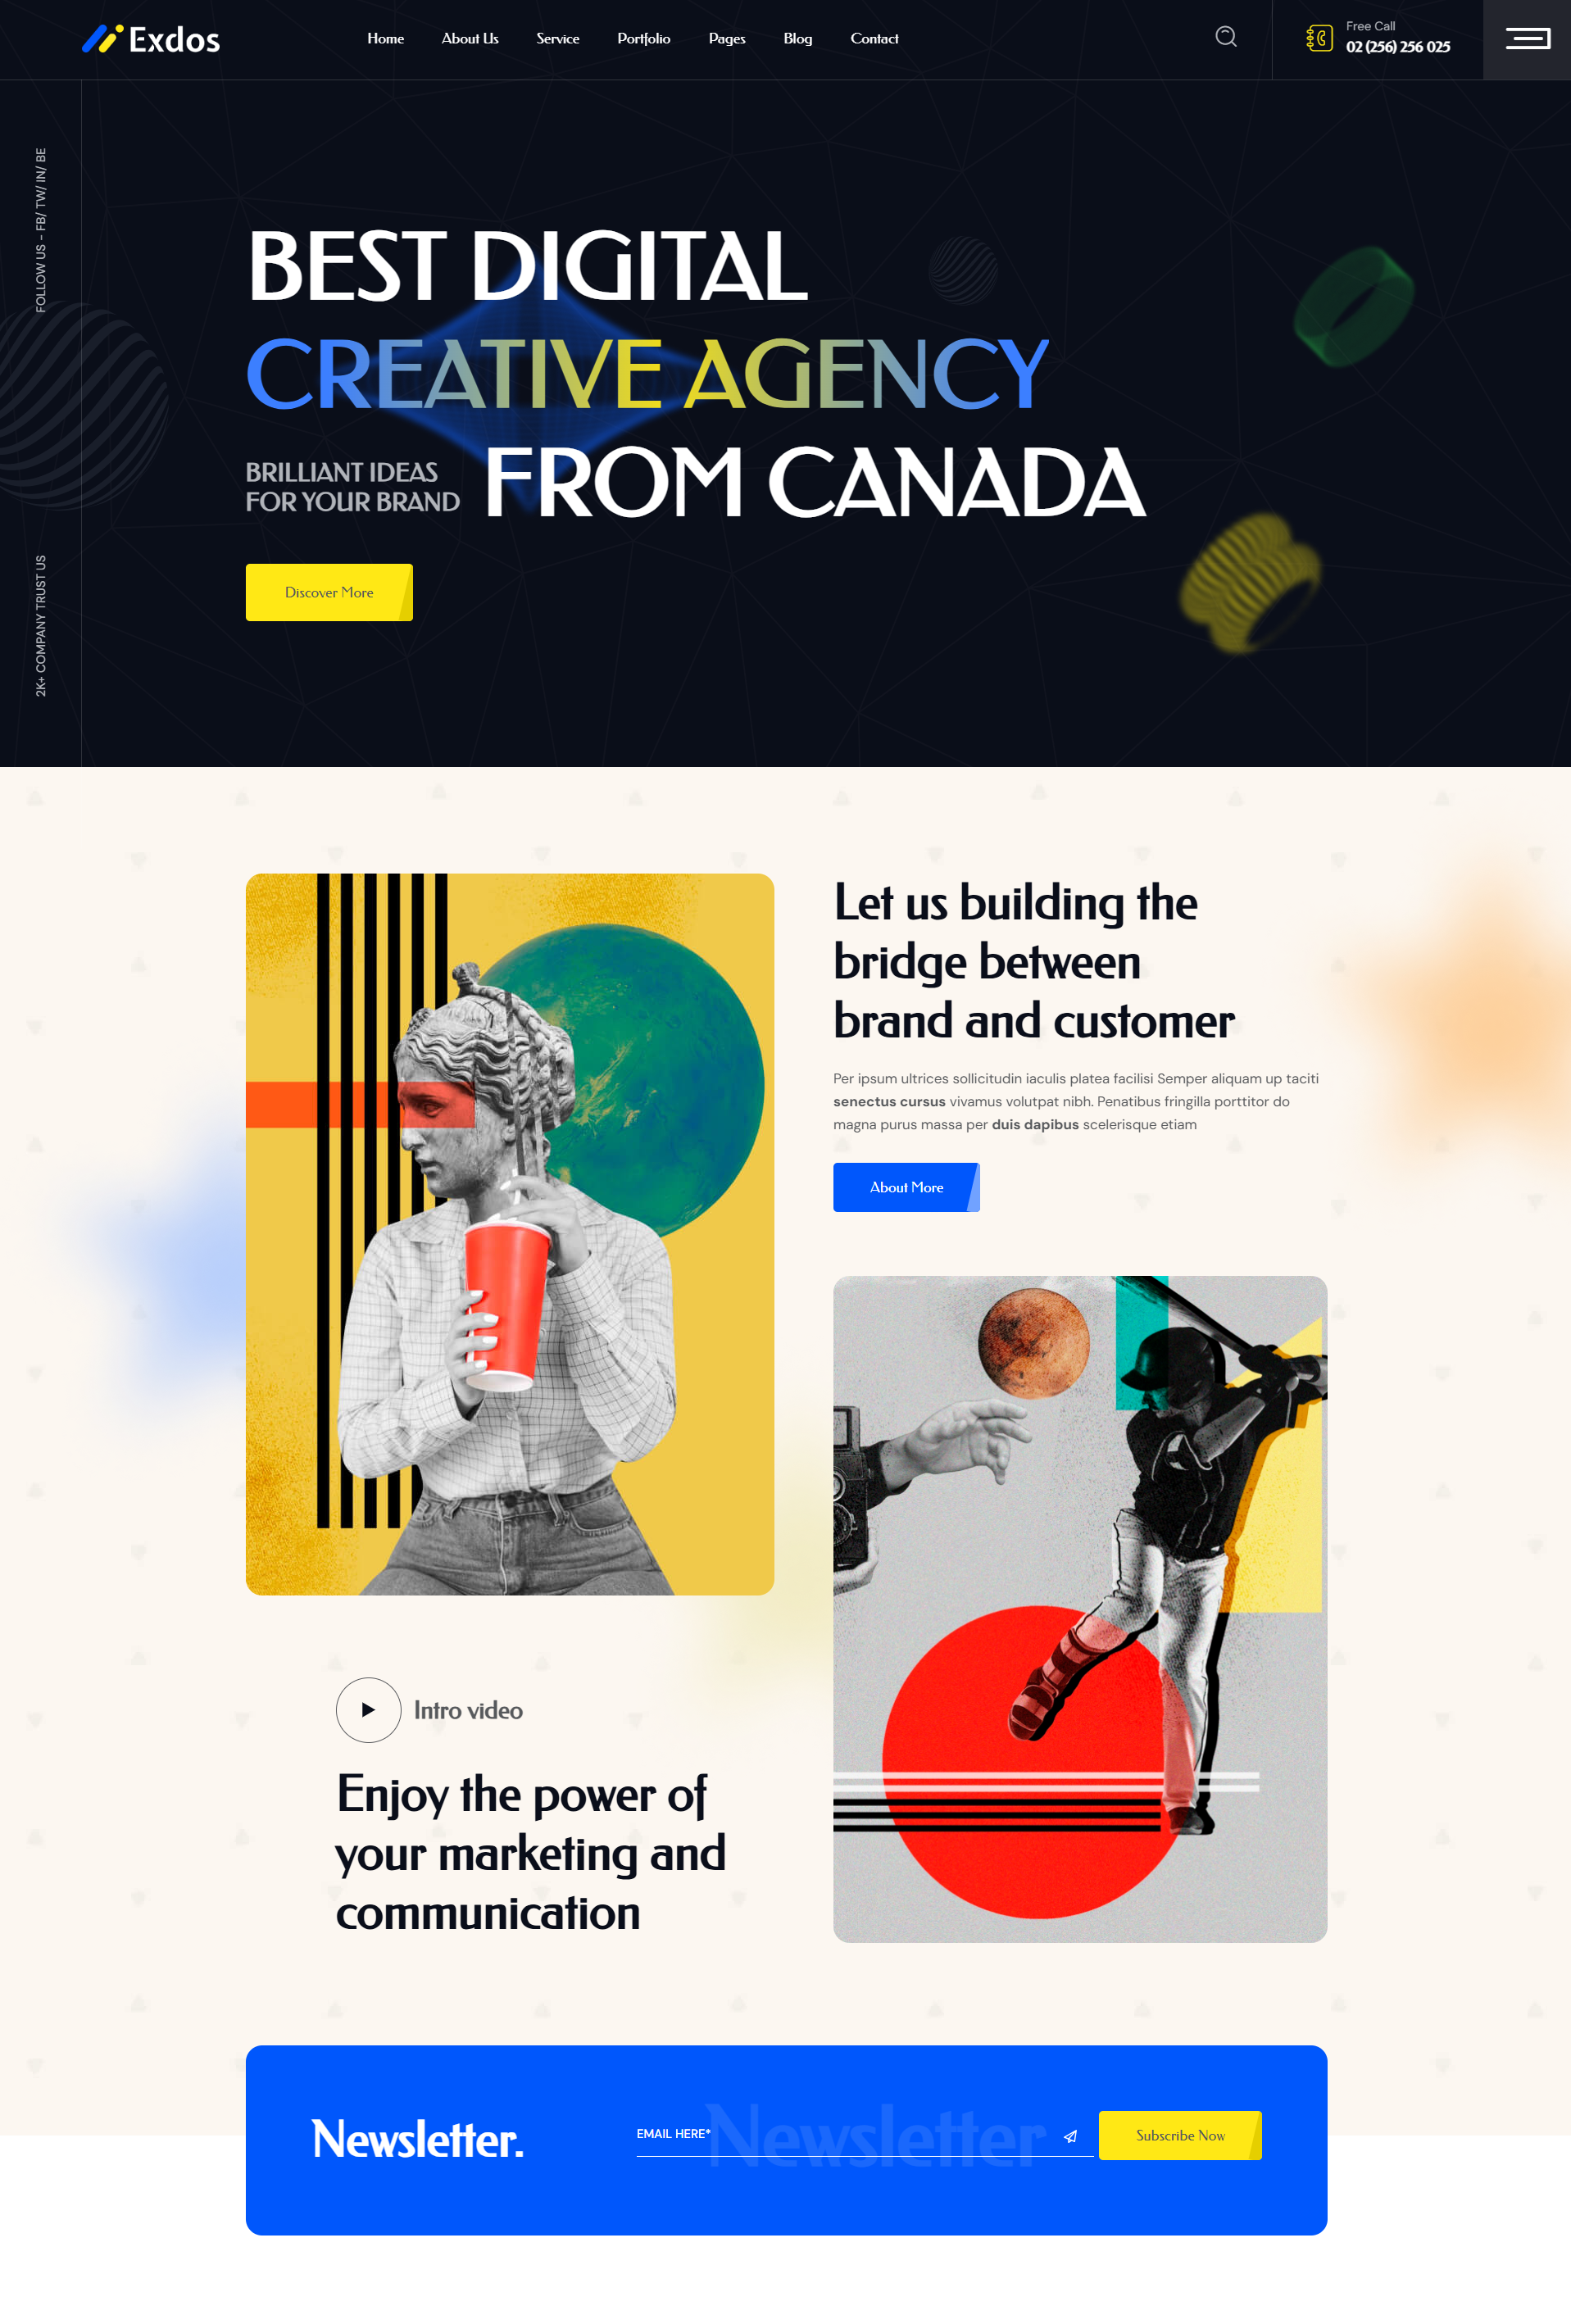 Exdos
Home
About Us
Service
Portfolio
Pages
Blog
Contact
Free Call
02 (256) 256 025
FOLLOW US - FB/ TW/ IN/ BE
2K+ COMPANY TRUST US
BEST DIGITAL
CREATIVE AGENCY
BRILLIANT IDEAS
FOR YOUR BRAND
FROM CANADA
Discover More
Let us building the
bridge between
brand and customer
Per ipsum ultrices sollicitudin iaculis platea facilisi Semper aliquam up taciti
senectus cursus vivamus volutpat nibh. Penatibus fringilla porttitor do
magna purus massa per duis dapibus scelerisque etiam
About More
Intro video
Enjoy the power of
your marketing and
communication
Newsletter.
Newsletter
EMAIL HERE*
Subscribe Now